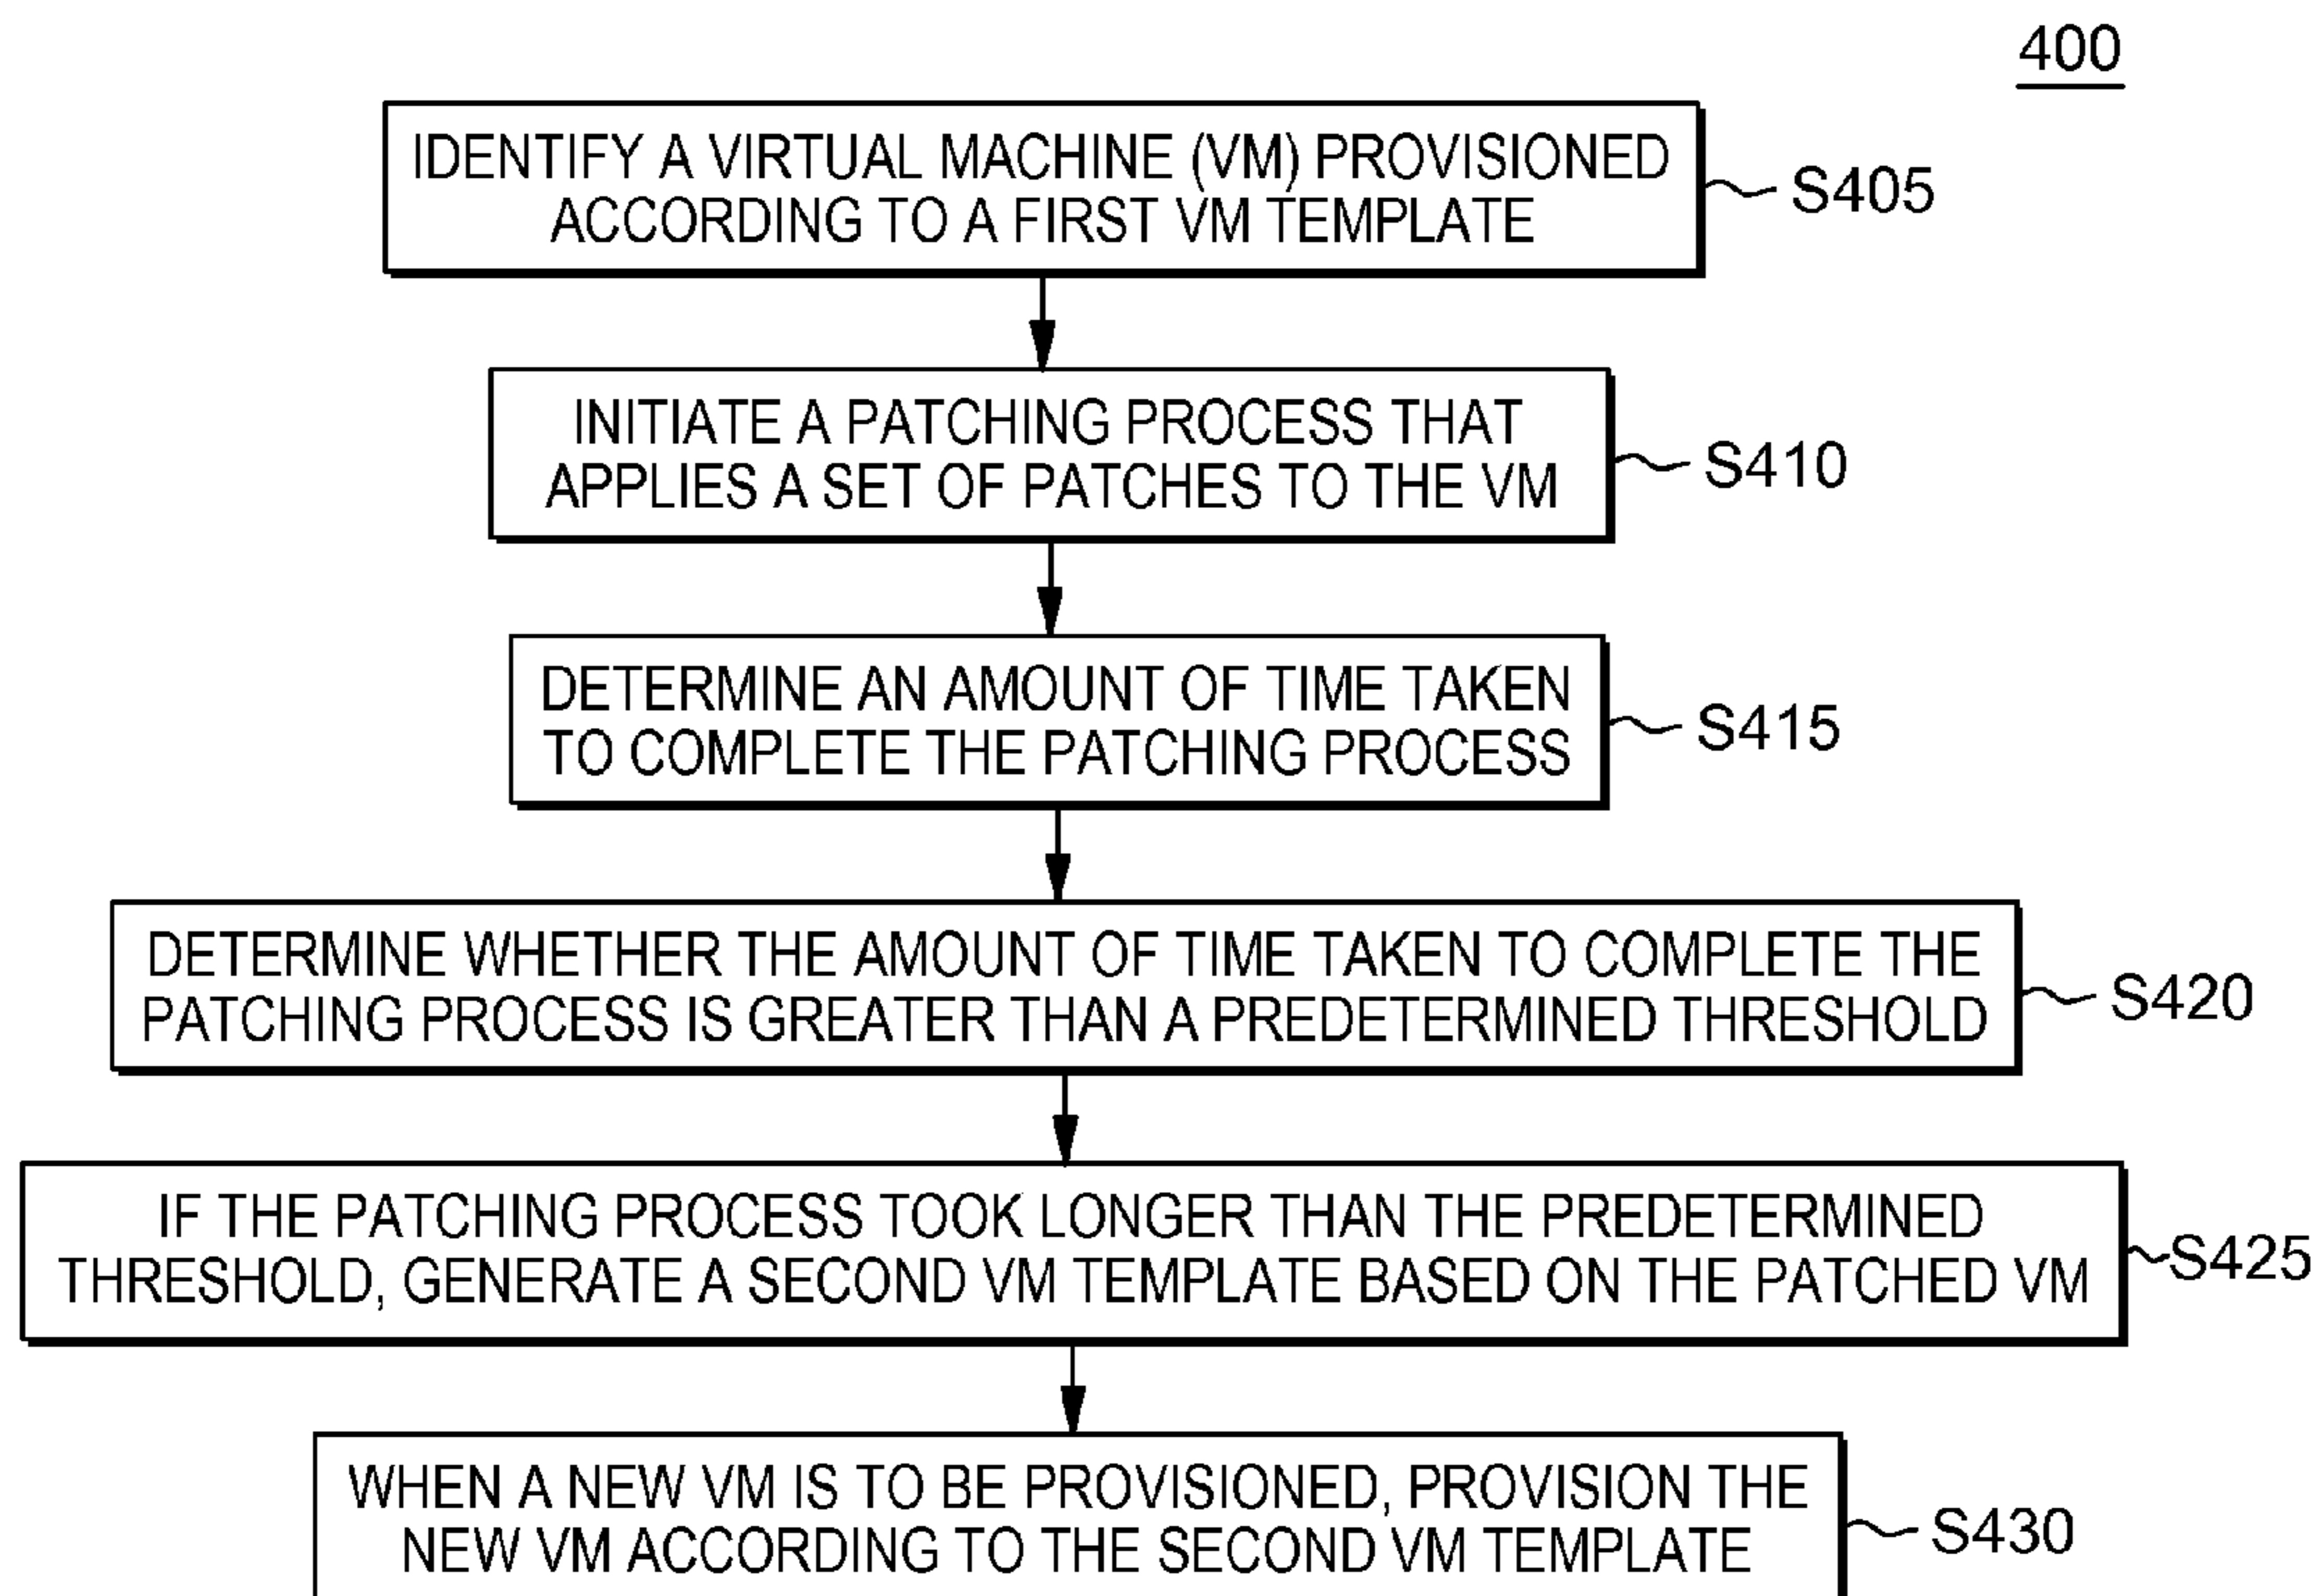 400
IDENTIFY A VIRTUAL MACHINE (VM) PROVISIONED
ACCORDING TO A FIRST VM TEMPLATE
S405
INITIATE A PATCHING PROCESS THAT
APPLIES A SET OF PATCHES TO THE VM
S410
DETERMINE AN AMOUNT OF TIME TAKEN
TO COMPLETE THE PATCHING PROCESS
S415
DETERMINE WHETHER THE AMOUNT OF TIME TAKEN TO COMPLETE THE
PATCHING PROCESS IS GREATER THAN A PREDETERMINED THRESHOLD
S420
IF THE PATCHING PROCESS TOOK LONGER THAN THE PREDETERMINED
THRESHOLD, GENERATE A SECOND VM TEMPLATE BASED ON THE PATCHED VM
S425
WHEN A NEW VM IS TO BE PROVISIONED, PROVISION THE
NEW VM ACCORDING TO THE SECOND VM TEMPLATE
S430